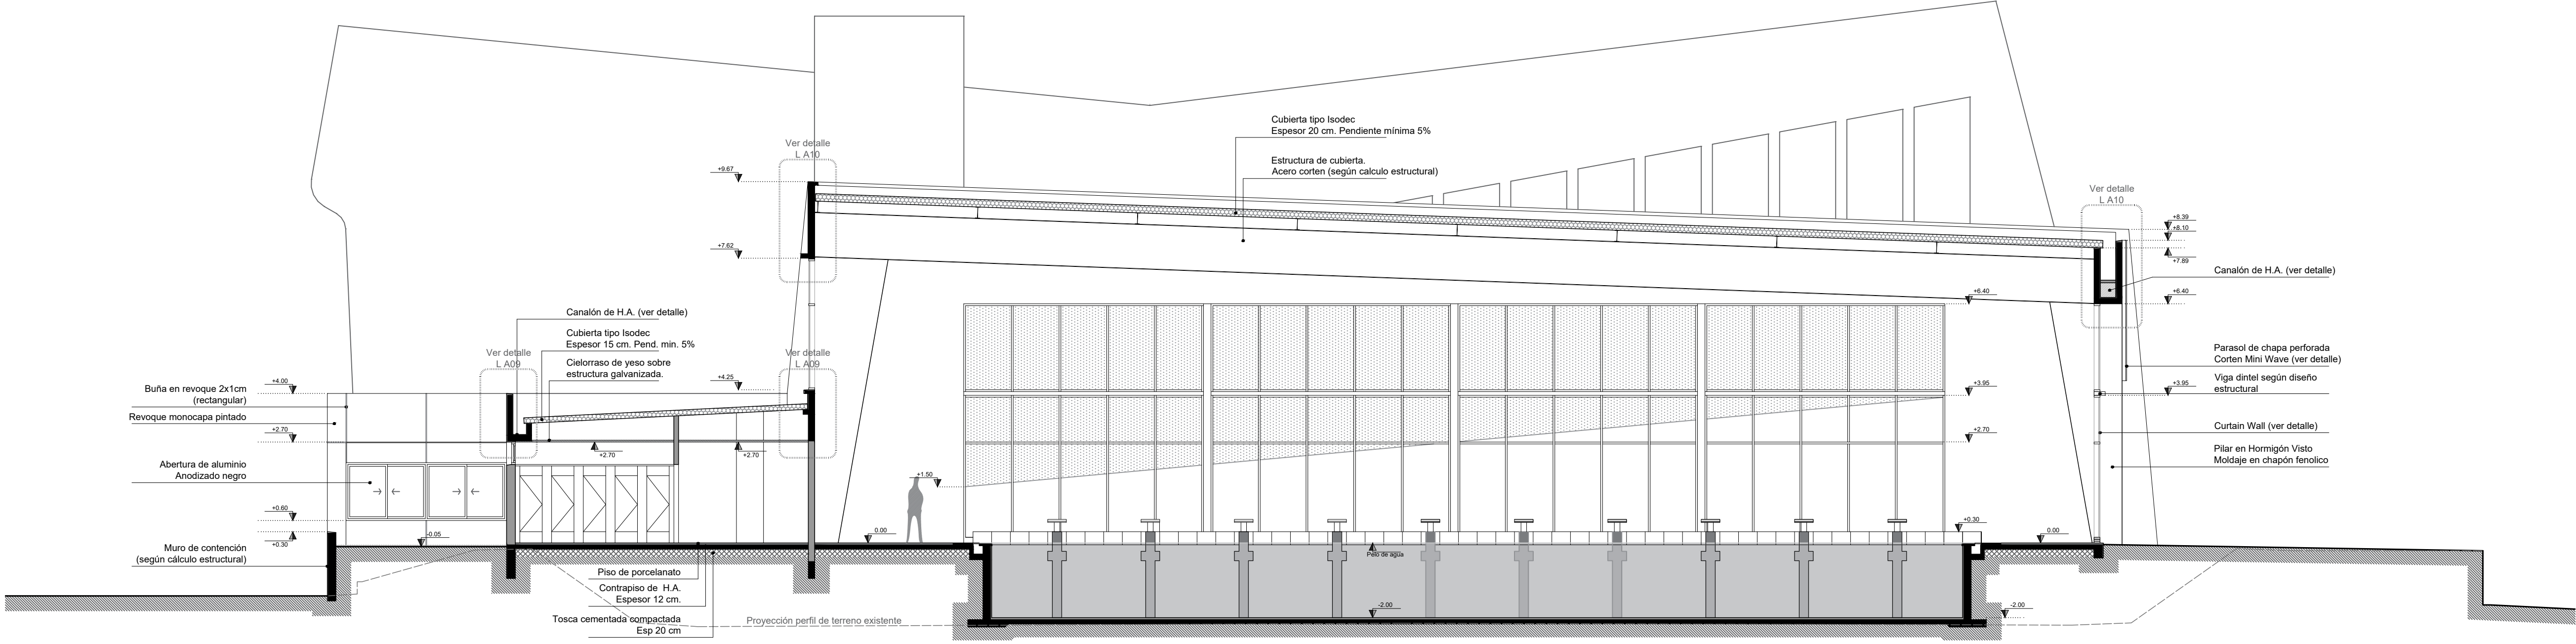 Cubierta tipo Isodec
Espesor 20 cm. Pendiente mínima 5%
Estructura de cubierta.
Acero corten (según calculo estructural)
Ver detalle
L A10
+9.67
+7.62
Ver detalle
L A10
+8.39
+8.10
+7.89
Canalón de H.A. (ver detalle)
+6.40
+6.40
Canalón de H.A. (ver detalle)
Cubierta tipo Isodec
Espesor 15 cm. Pend. min. 5%
Cielorraso de yeso sobre
estructura galvanizada.
Ver detalle
L A09
Ver detalle
L A09
+4.25
Parasol de chapa perforada
Corten Mini Wave (ver detalle)
Viga dintel según diseño
estructural
+3.95
+3.95
Buña en revoque 2x1cm
(rectangular)
+4.00
Revoque monocapa pintado
+2.70
+2.70
+2.70
+2.70
Curtain Wall (ver detalle)
Pilar en Hormigón Visto
Moldaje en chapón fenolico
Abertura de aluminio
Anodizado negro
+1.50
+0.60
+0.30
-0.05
0.00
+0.30
0.00
Muro de contención
(según cálculo estructural)
Pelo de agua
Piso de porcelanato
Contrapiso de H.A.
Espesor 12 cm.
Tosca cementada compactada
Esp 20 cm
Proyección perfil de terreno existente
-2.00
-2.00